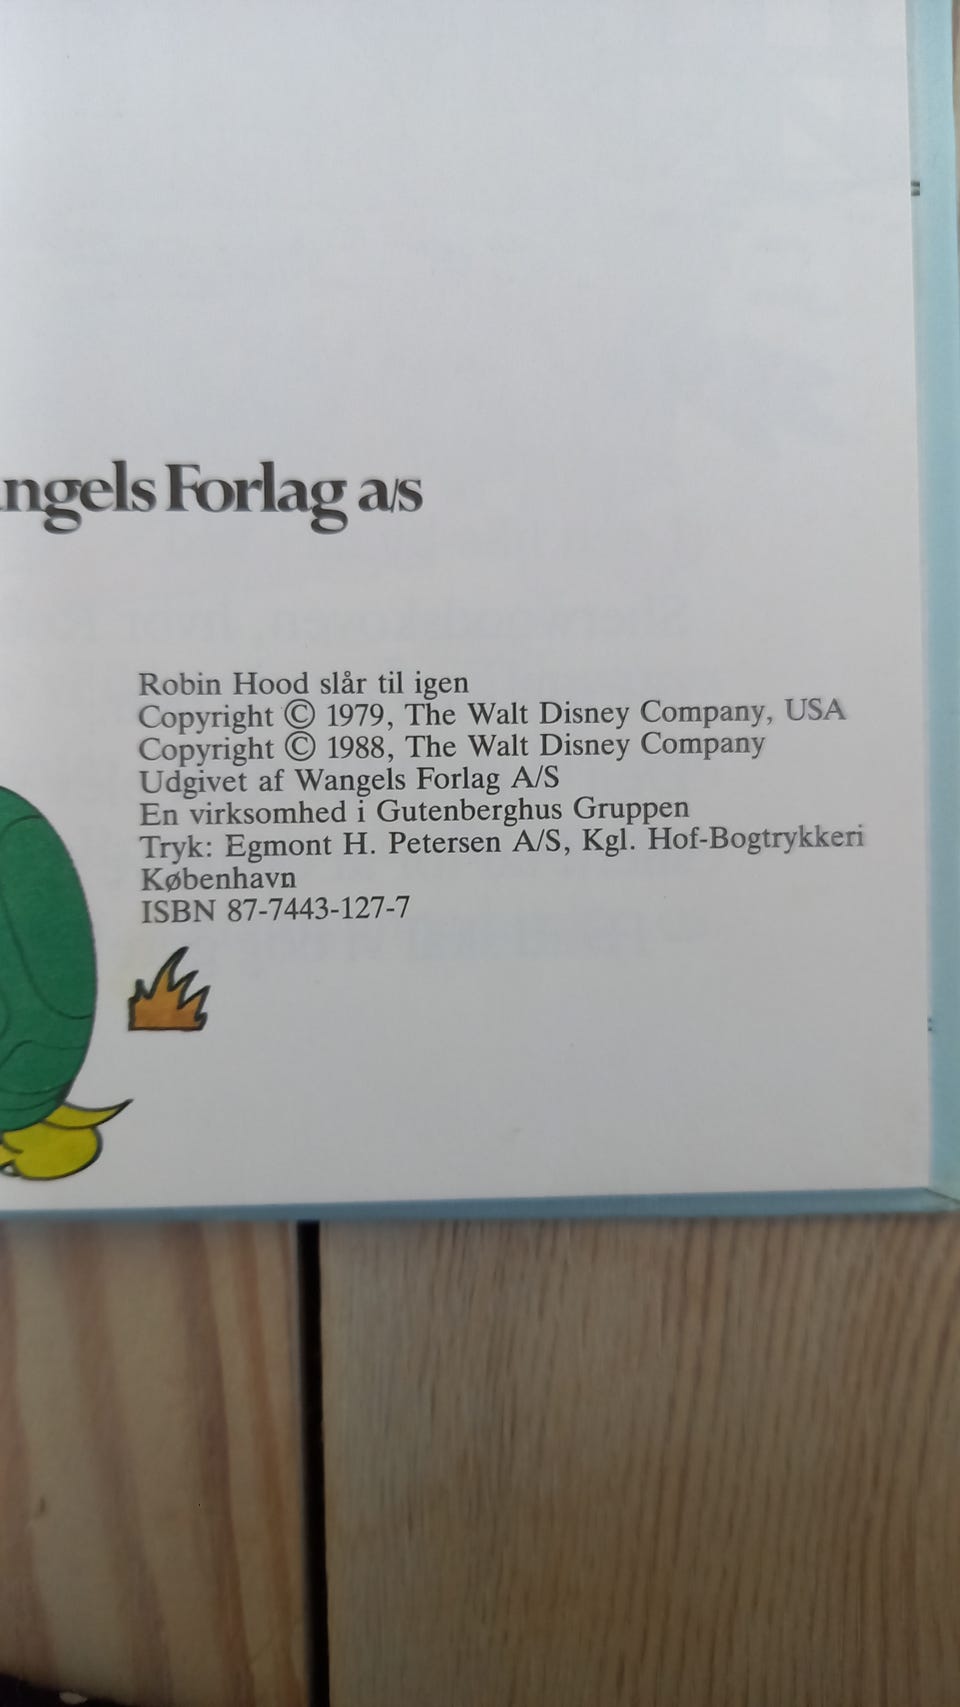 ngels Forlag a/s
Robin Hood slår til igen
Copyright © 1979, The Walt Disney Company, USA
Copyright © 1988, The Walt Disney Company
Udgivet af Wangels Forlag A/S
En virksomhed i Gutenberghus Gruppen
Tryk: Egmont H. Petersen A/S, Kgl. Hof-Bogtrykkeri
København
ISBN 87-7443-127-7